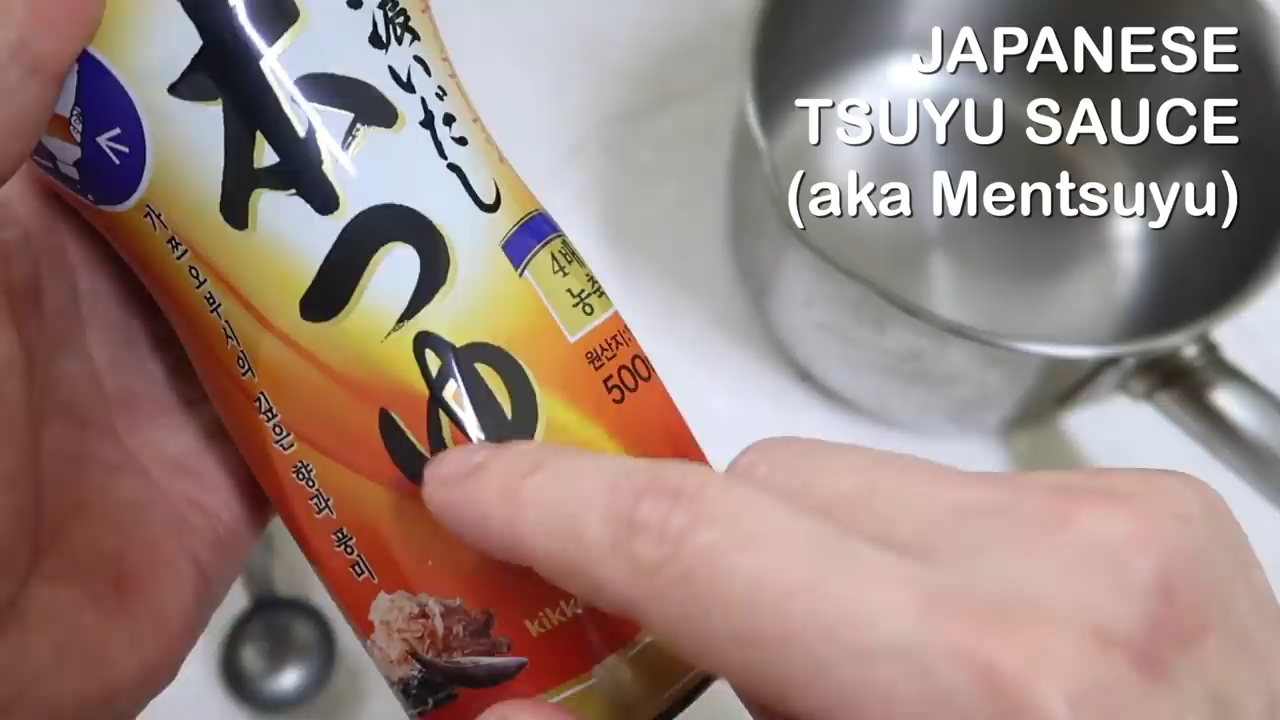 JAPANESE
TSUYU SAUCE
(aka Mentsuyu)
濃いだし
本つゆ
4배
농축
원산지:
500
가쯔오부시의 깊은 향과 풍미
kikk